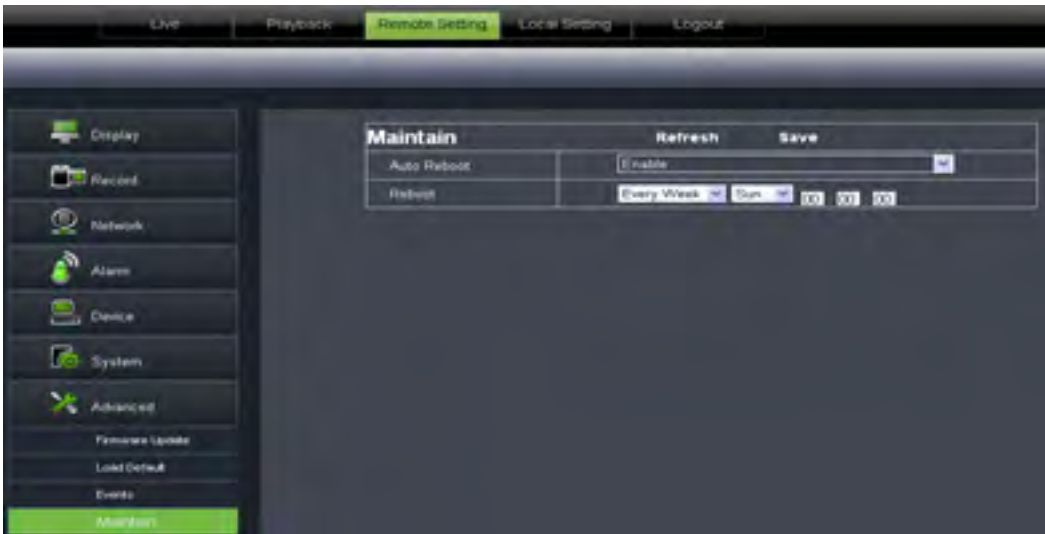 Live Playback Remote Setting Local Setting Logout
Display
Record
Network
Alarm
Device
System
Advanced
Firmware Update
Load Default
Events
Maintain
Maintain Refresh Save
Auto Reboot Enable
Reboot Every Week Sun 00 00 00